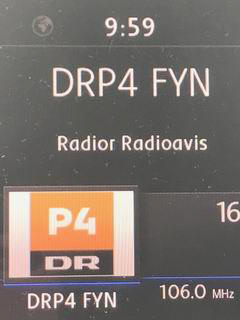 9:59
DRP4 FYN
Radior Radioavis
P4
DR
16
DRP4 FYN
106.0 MHz